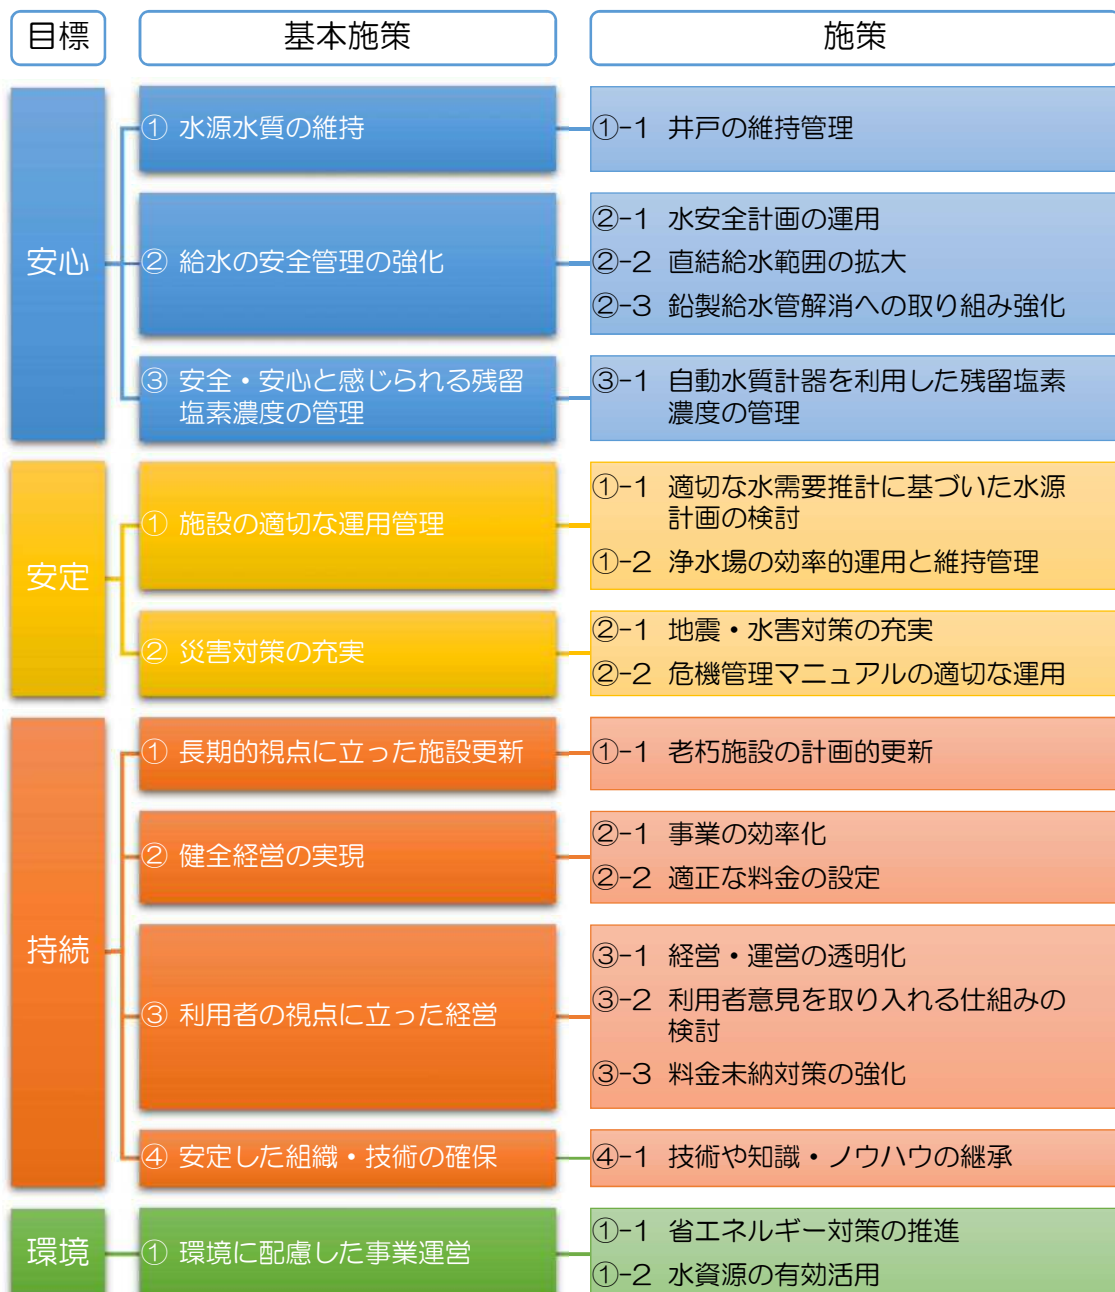 目標
基本施策
施策
安心
① 水源水質の維持
①-1 井戸の維持管理
② 給水の安全管理の強化
②-1 水安全計画の運用
②-2 直結給水範囲の拡大
②-3 鉛製給水管解消への取り組み強化
③ 安全・安心と感じられる残留
塩素濃度の管理
③-1 自動水質計器を利用した残留塩素
濃度の管理
安定
① 施設の適切な運用管理
①-1 適切な水需要推計に基づいた水源
計画の検討
①-2 浄水場の効率的運用と維持管理
② 災害対策の充実
②-1 地震・水害対策の充実
②-2 危機管理マニュアルの適切な運用
持続
① 長期的視点に立った施設更新
①-1 老朽施設の計画的更新
② 健全経営の実現
②-1 事業の効率化
②-2 適正な料金の設定
③ 利用者の視点に立った経営
③-1 経営・運営の透明化
③-2 利用者意見を取り入れる仕組みの
検討
③-3 料金未納対策の強化
④ 安定した組織・技術の確保
④-1 技術や知識・ノウハウの継承
環境
① 環境に配慮した事業運営
①-1 省エネルギー対策の推進
①-2 水資源の有効活用